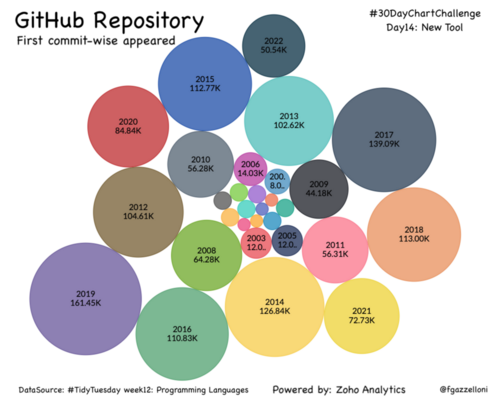 GitHub Repository
First commit-wise appeared
#30DayChartChallenge
Day14: New Tool
2022
50.54K
2015
112.77K
2013
102.62K
2020
84.84K
2017
139.09K
2010
56.28K
2006
14.03K
200.
8.0..
2009
44.18K
2012
104.61K
2018
113.00K
2003
12.0..
2005
12.0..
2011
56.31K
2008
64.28K
2019
161.45K
2014
126.84K
2021
72.73K
2016
110.83K
DataSource: #TidyTuesday week12: Programming Languages
Powered by: Zoho Analytics
@fgazzelloni